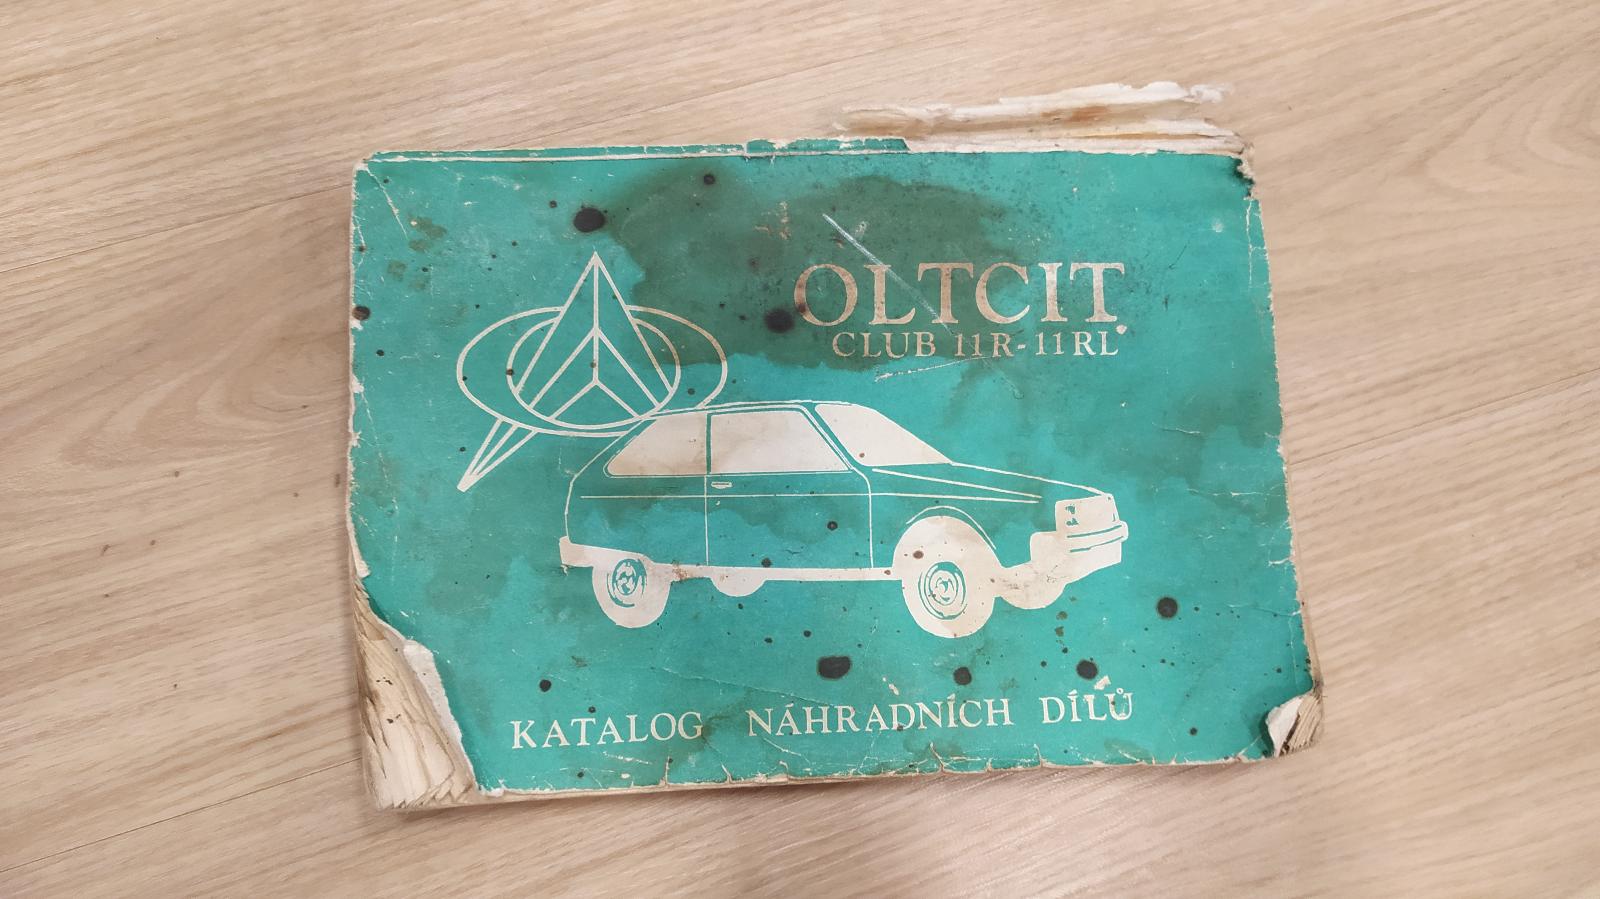 OLTCIT
CLUB 11R-11RL
KATALOG NÁHRADNÍCH DÍLŮ